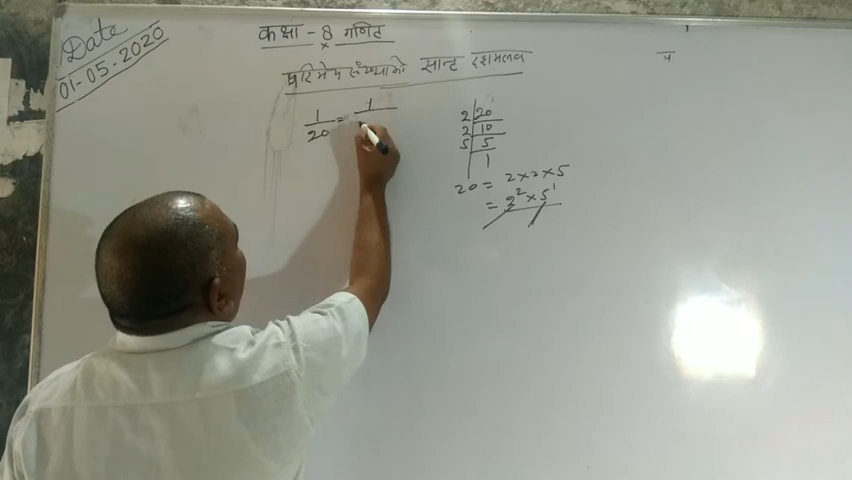 Date
01-05-2020
कक्षा - 8 गणित
परिमेय संख्या को सान्त दशमलव
1/20 = 1/
2 | 20
2 | 10
5 | 5
1
20 = 2×2×5
= 2² × 5¹